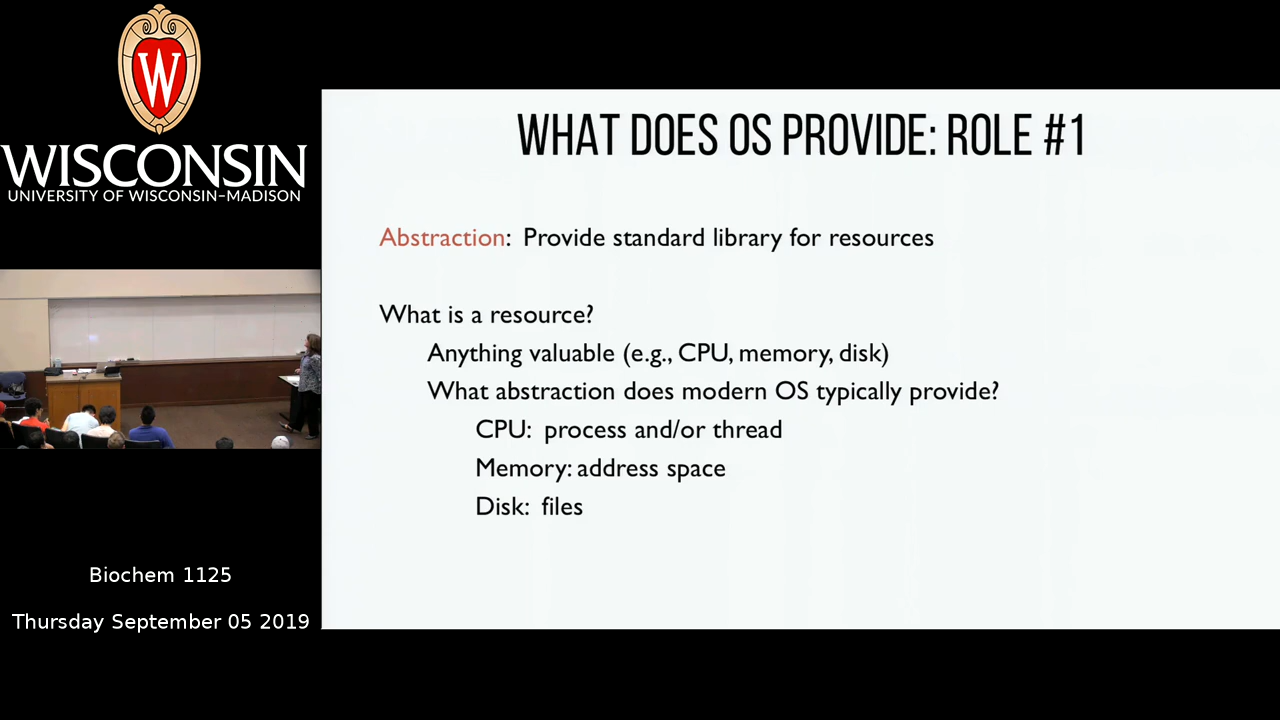 W
WISCONSIN
UNIVERSITY OF WISCONSIN–MADISON
Biochem 1125
Thursday September 05 2019
WHAT DOES OS PROVIDE: ROLE #1
Abstraction: Provide standard library for resources
What is a resource?
Anything valuable (e.g., CPU, memory, disk)
What abstraction does modern OS typically provide?
CPU: process and/or thread
Memory: address space
Disk: files